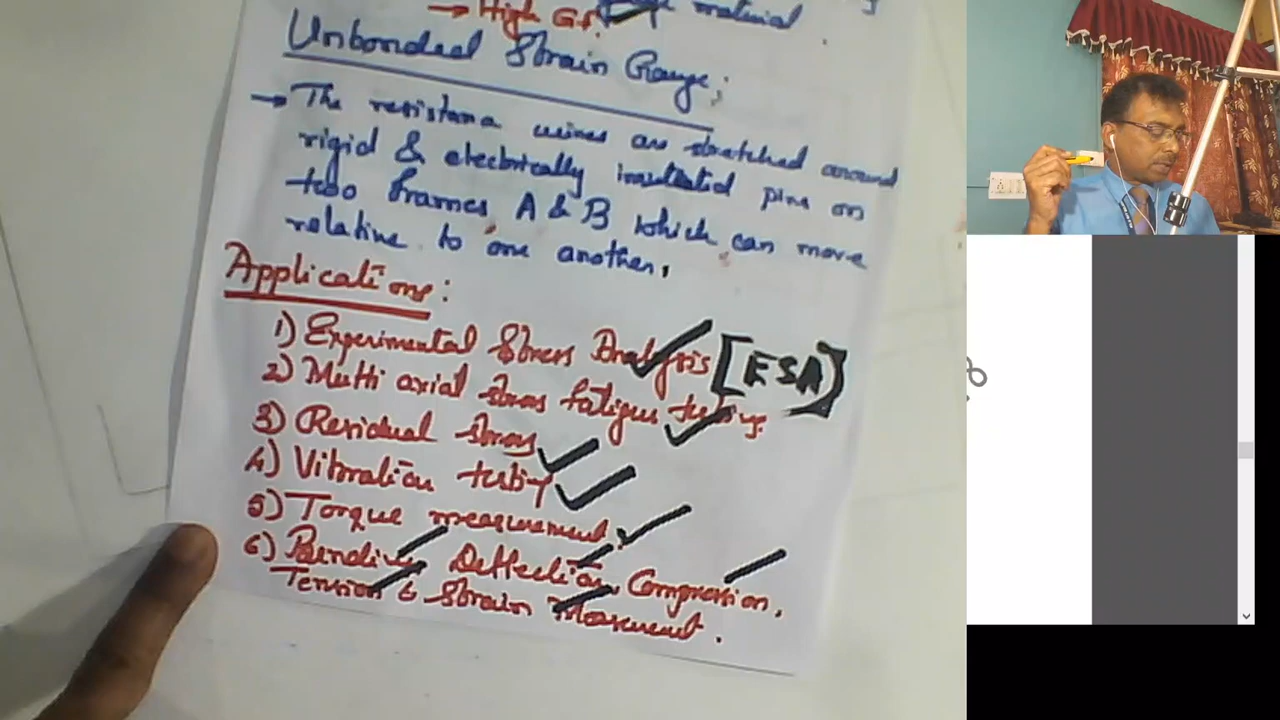 → High G.F. material.
Unbonded Strain Gauge:
→ The resistance wires are stretched around
rigid & electrically insulated pins on
two frames A & B which can move
relative to one another.
Applications:
1) Experimental Stress Analysis [ESA]
2) Multi axial stress fatigue testing.
3) Residual stress
4) Vibration testing
5) Torque measurement.
6) Bending, Deflection, Compression,
Tension & Strain Measurement.